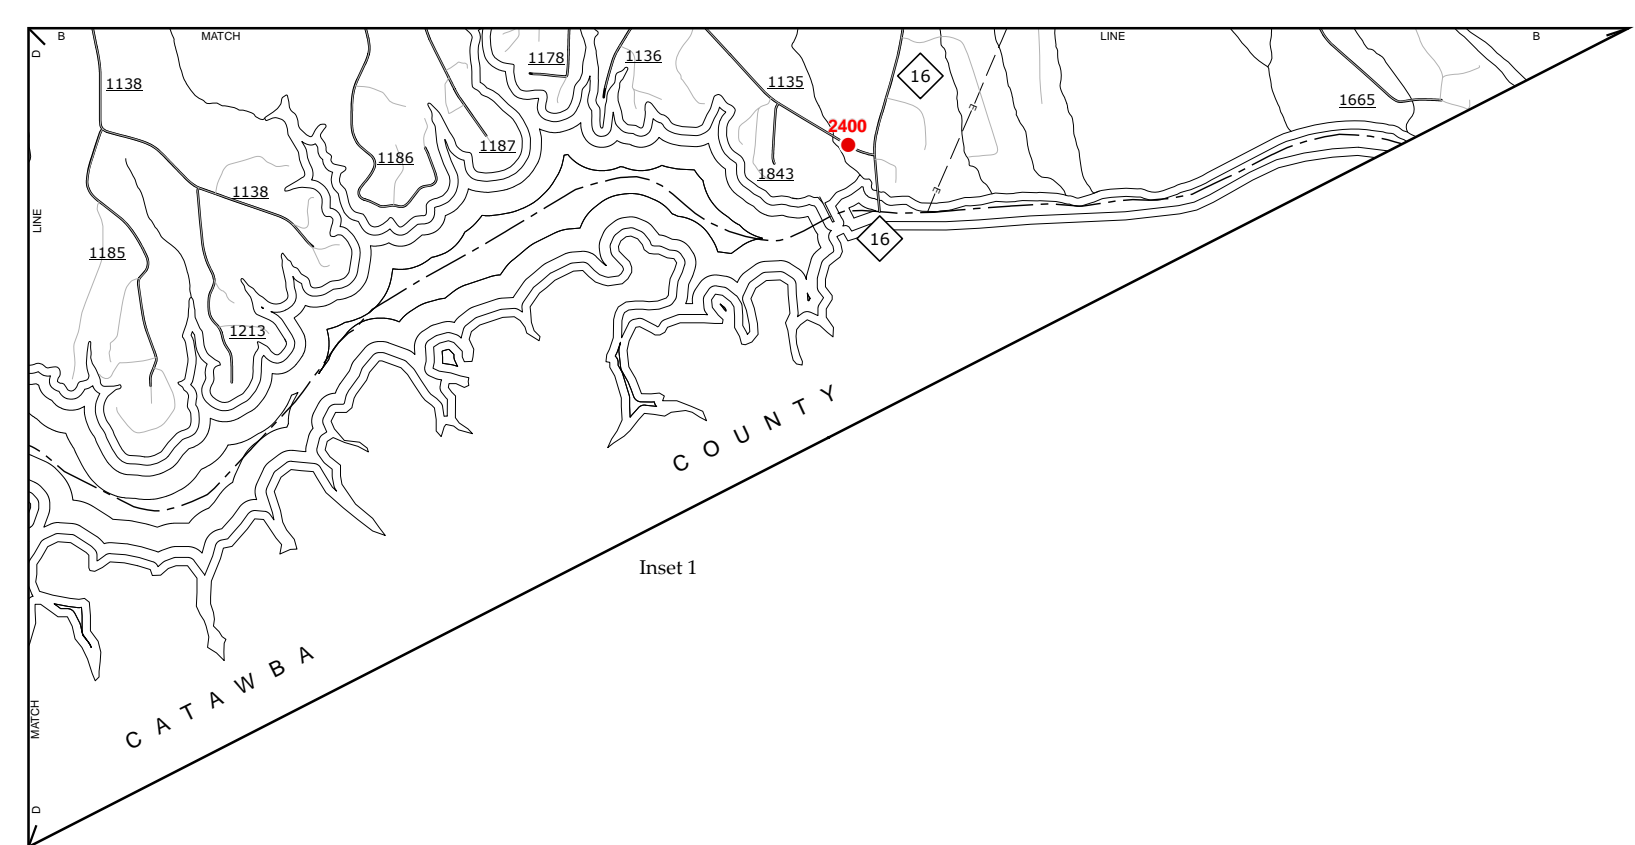 B MATCH LINE B
D
1178 1136
16
1138 1135
1665
2400
1187
1186
1843
1138
LINE
16
1185
1213
COUNTY
Inset 1
CATAWBA
MATCH
D
E
E